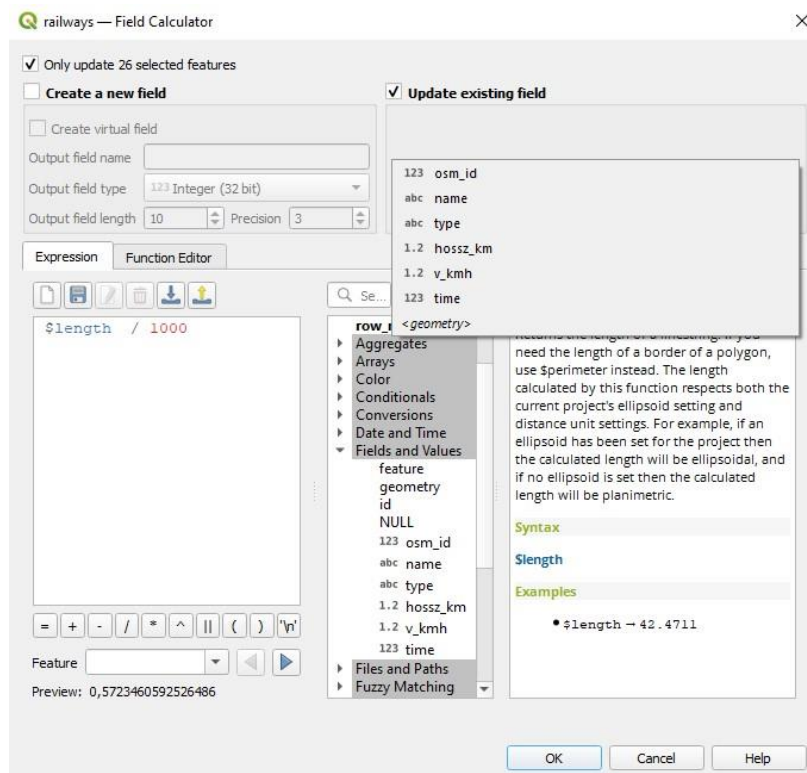 railways — Field Calculator
Only update 26 selected features
Create a new field
Update existing field
Create virtual field
Output field name
Output field type 123 Integer (32 bit)
Output field length 10 Precision 3
123 osm_id
abc name
abc type
1.2 hossz_km
1.2 v_kmh
123 time
<geometry>
Expression Function Editor
$length / 1000
Se...
Aggregates
Arrays
Color
Conditionals
Conversions
Date and Time
Fields and Values
feature
geometry
id
NULL
123 osm_id
abc name
abc type
1.2 hossz_km
1.2 v_kmh
123 time
Files and Paths
Fuzzy Matching
need the length of a border of a polygon,
use $perimeter instead. The length
calculated by this function respects both the
current project's ellipsoid setting and
distance unit settings. For example, if an
ellipsoid has been set for the project then
the calculated length will be ellipsoidal, and
if no ellipsoid is set then the calculated
length will be planimetric.
Syntax
$length
Examples
$length → 42.4711
= + - / * ^ || ( ) '\n'
Feature
Preview: 0,5723460592526486
OK Cancel Help